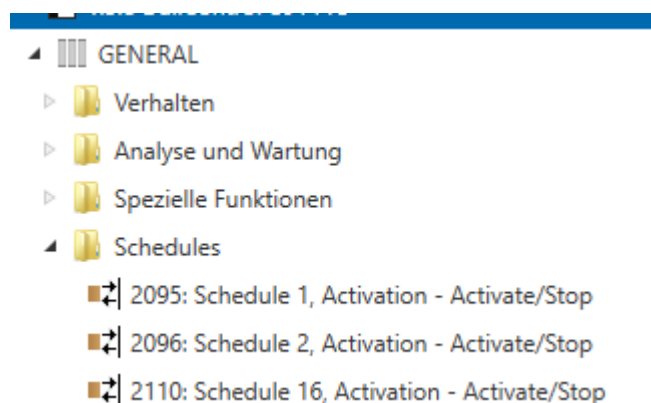 GENERAL
Verhalten
Analyse und Wartung
Spezielle Funktionen
Schedules
2095: Schedule 1, Activation - Activate/Stop
2096: Schedule 2, Activation - Activate/Stop
2110: Schedule 16, Activation - Activate/Stop